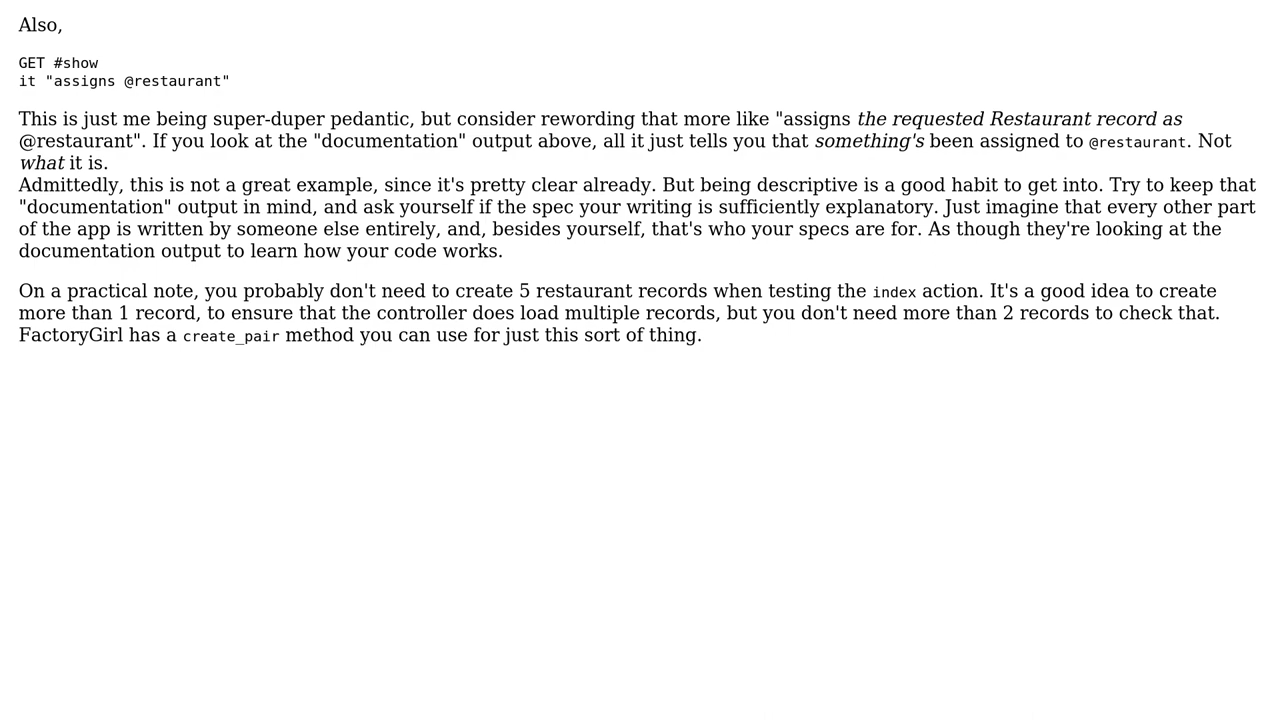 Also,
GET #show
it "assigns @restaurant"
This is just me being super-duper pedantic, but consider rewording that more like "assigns the requested Restaurant record as
@restaurant". If you look at the "documentation" output above, all it just tells you that something's been assigned to @restaurant. Not
what it is.
Admittedly, this is not a great example, since it's pretty clear already. But being descriptive is a good habit to get into. Try to keep that
"documentation" output in mind, and ask yourself if the spec your writing is sufficiently explanatory. Just imagine that every other part
of the app is written by someone else entirely, and, besides yourself, that's who your specs are for. As though they're looking at the
documentation output to learn how your code works.
On a practical note, you probably don't need to create 5 restaurant records when testing the index action. It's a good idea to create
more than 1 record, to ensure that the controller does load multiple records, but you don't need more than 2 records to check that.
FactoryGirl has a create_pair method you can use for just this sort of thing.